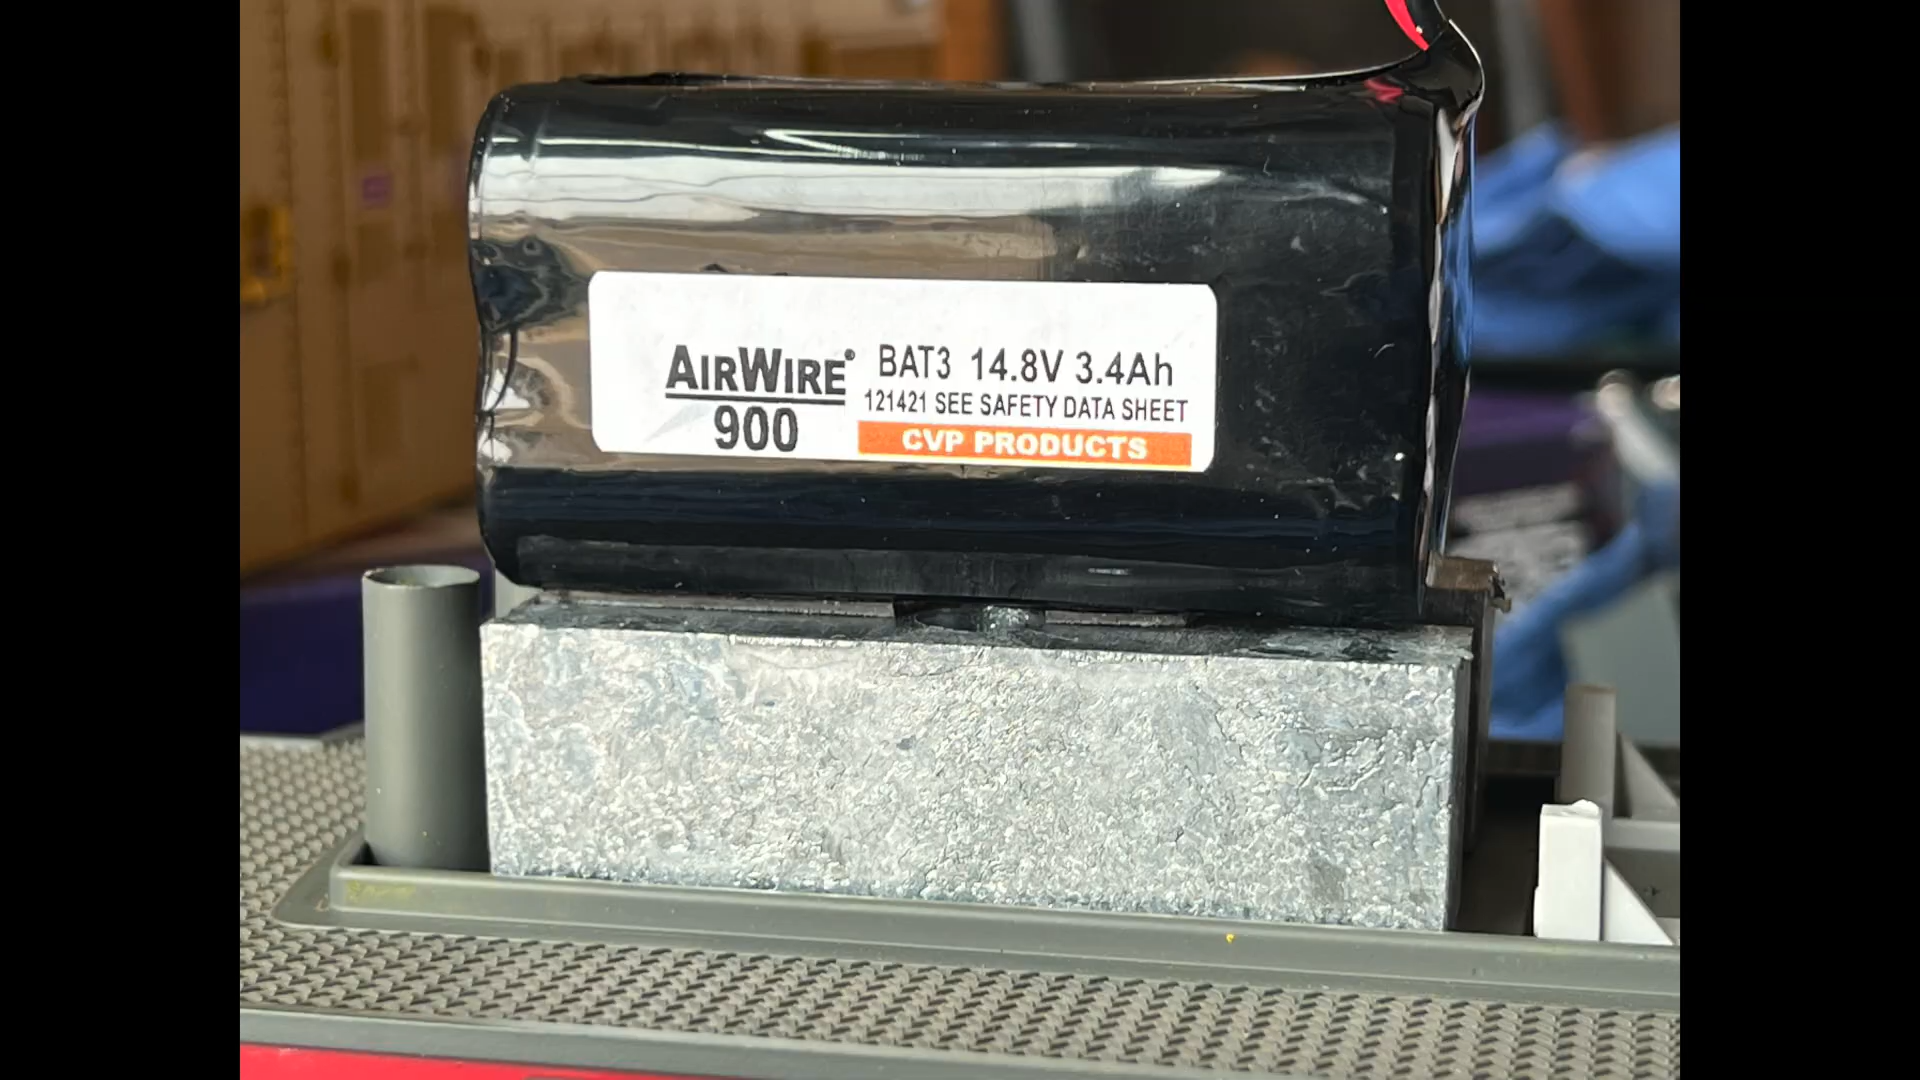 AIRWIRE®
900
BAT3 14.8V 3.4Ah
121421 SEE SAFETY DATA SHEET
CVP PRODUCTS